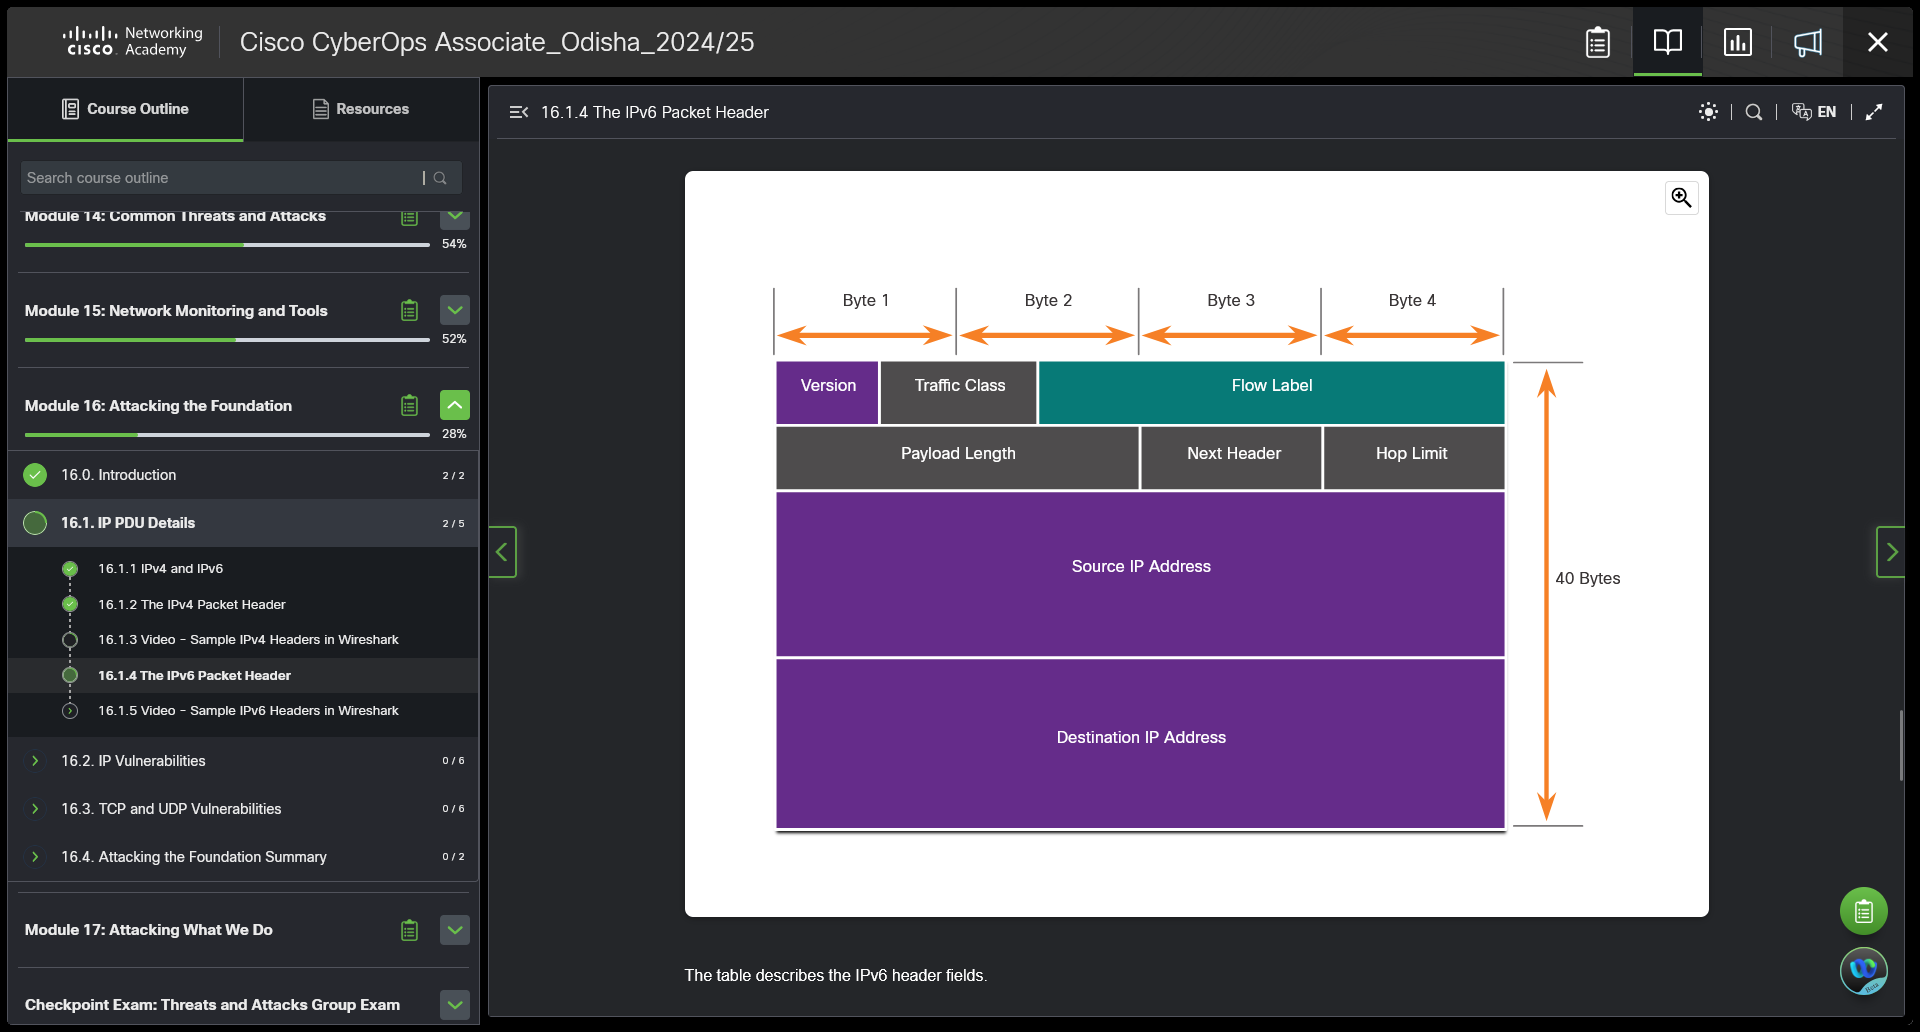 CISCO Networking Academy
Cisco CyberOps Associate_Odisha_2024/25
Course Outline
Resources
Search course outline
Module 14: Common Threats and Attacks
54%
Module 15: Network Monitoring and Tools
52%
Module 16: Attacking the Foundation
28%
16.0. Introduction 2 / 2
16.1. IP PDU Details 2 / 5
16.1.1 IPv4 and IPv6
16.1.2 The IPv4 Packet Header
16.1.3 Video - Sample IPv4 Headers in Wireshark
16.1.4 The IPv6 Packet Header
16.1.5 Video - Sample IPv6 Headers in Wireshark
16.2. IP Vulnerabilities 0 / 6
16.3. TCP and UDP Vulnerabilities 0 / 6
16.4. Attacking the Foundation Summary 0 / 2
Module 17: Attacking What We Do
Checkpoint Exam: Threats and Attacks Group Exam
16.1.4 The IPv6 Packet Header
EN
Byte 1 Byte 2 Byte 3 Byte 4
Version Traffic Class Flow Label
Payload Length Next Header Hop Limit
Source IP Address
40 Bytes
Destination IP Address
The table describes the IPv6 header fields.
Beta